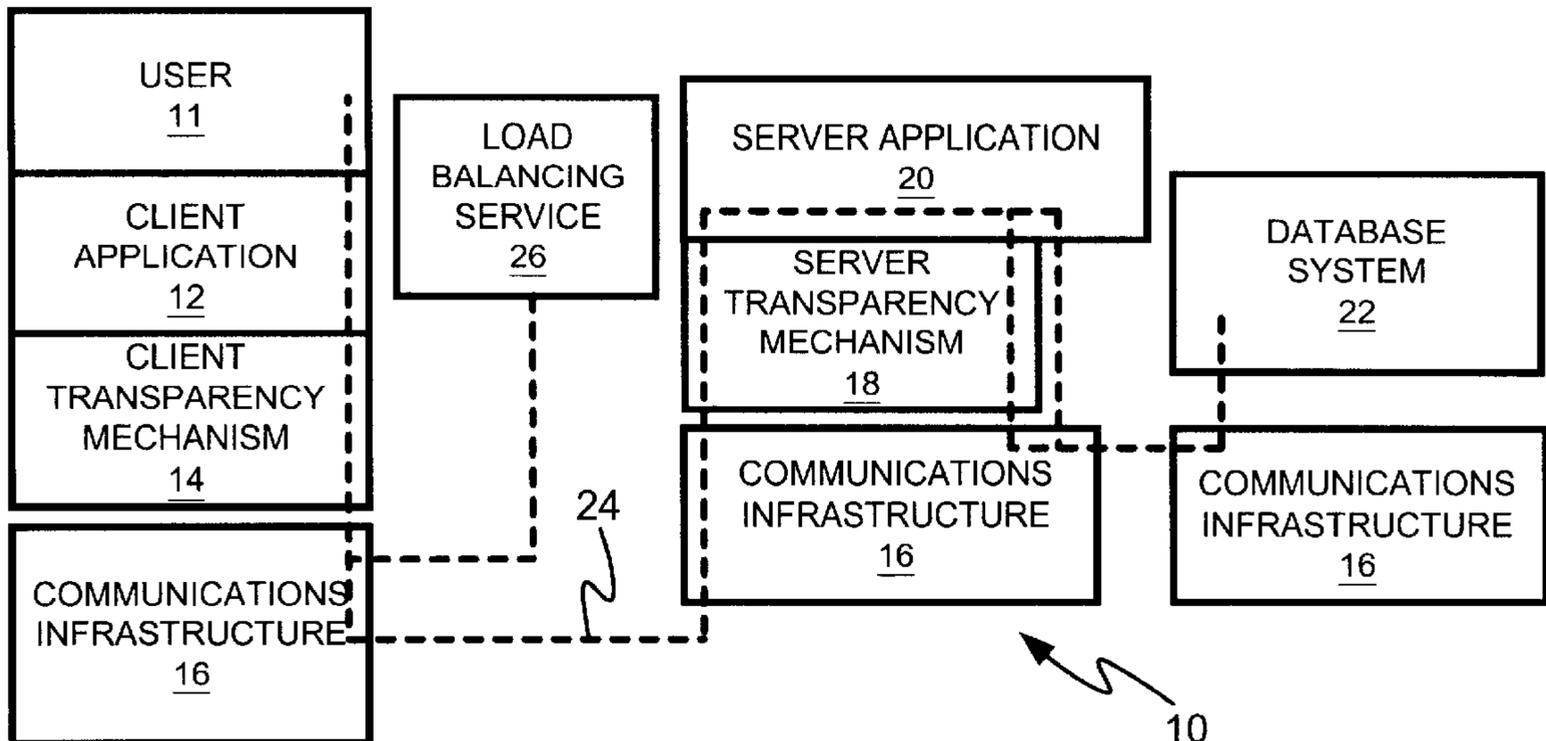 USER
11
CLIENT
APPLICATION
12
CLIENT
TRANSPARENCY
MECHANISM
14
COMMUNICATIONS
INFRASTRUCTURE
16
LOAD
BALANCING
SERVICE
26
24
SERVER APPLICATION
20
SERVER
TRANSPARENCY
MECHANISM
18
COMMUNICATIONS
INFRASTRUCTURE
16
DATABASE
SYSTEM
22
COMMUNICATIONS
INFRASTRUCTURE
16
10